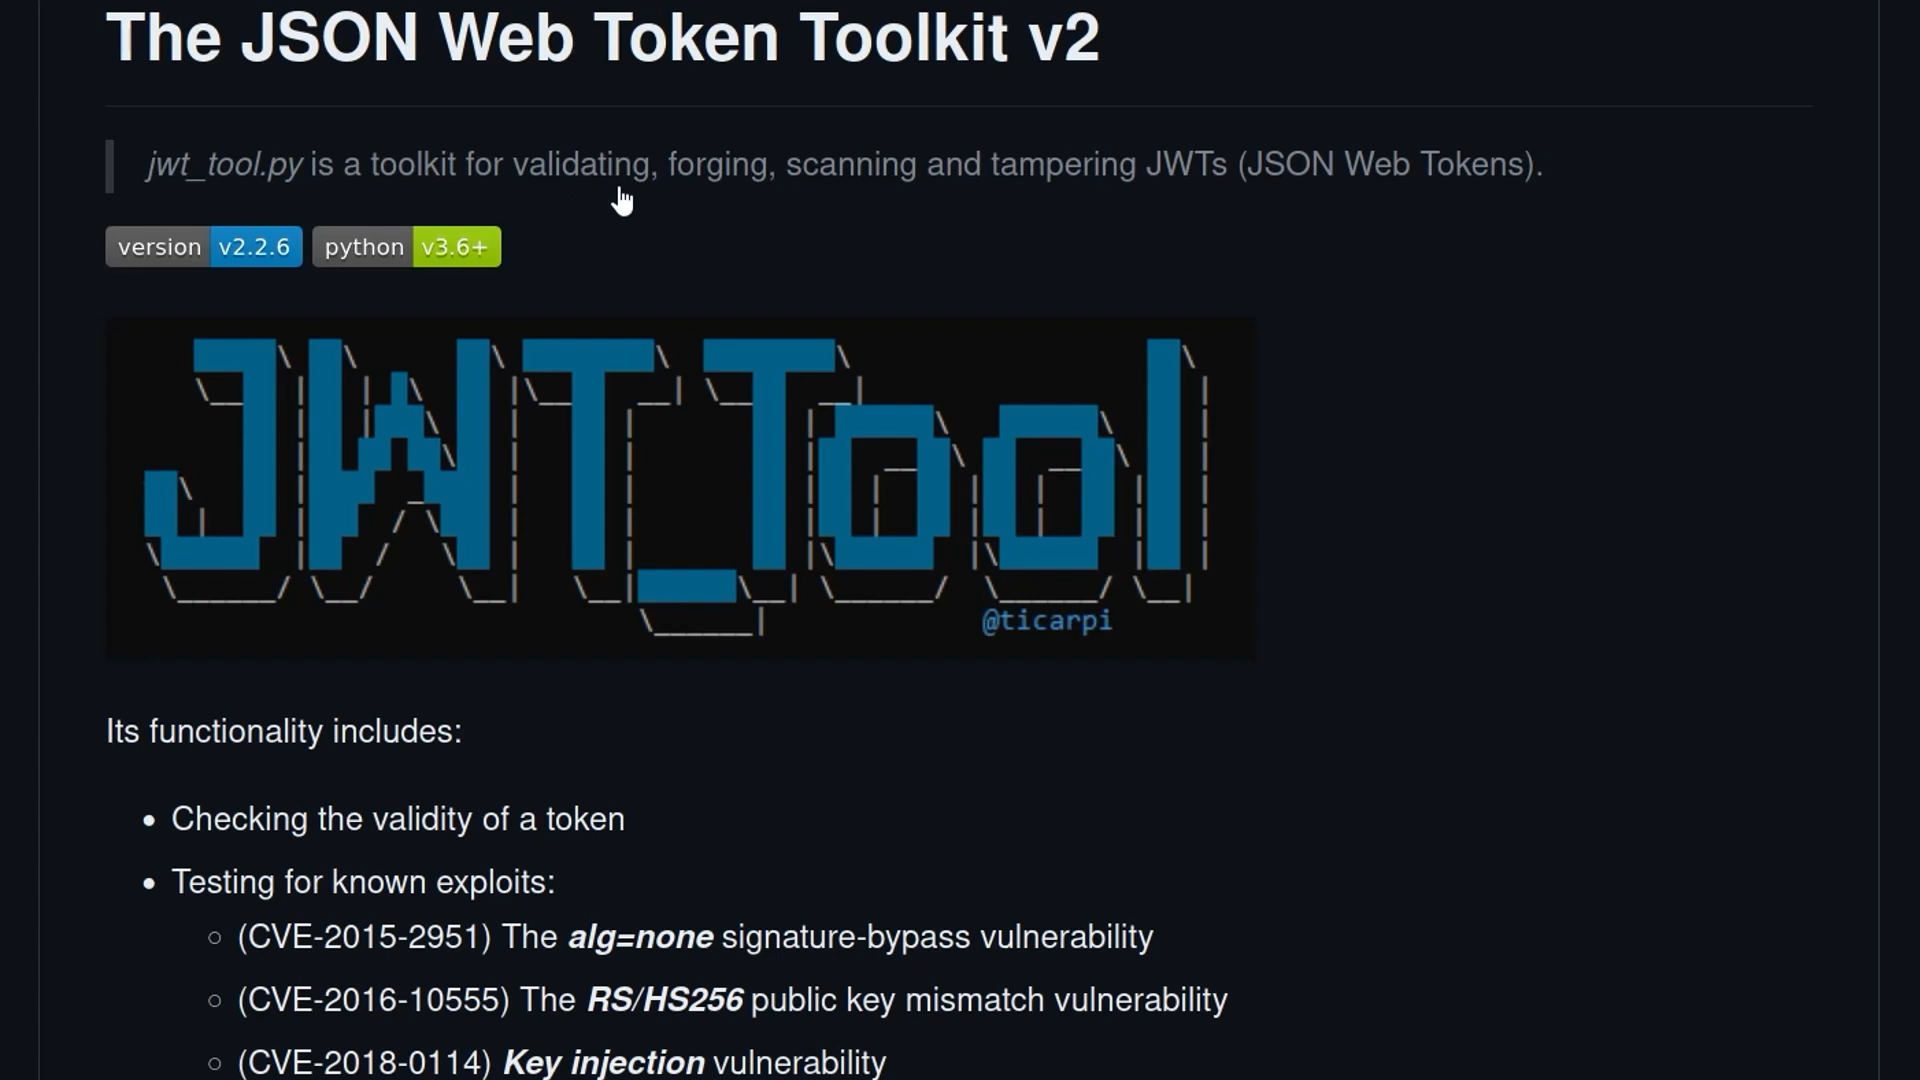 The JSON Web Token Toolkit v2
jwt_tool.py is a toolkit for validating, forging, scanning and tampering JWTs (JSON Web Tokens).
version v2.2.6 python v3.6+
JWT_Tool
@ticarpi
Its functionality includes:
• Checking the validity of a token
• Testing for known exploits:
○ (CVE-2015-2951) The alg=none signature-bypass vulnerability
○ (CVE-2016-10555) The RS/HS256 public key mismatch vulnerability
○ (CVE-2018-0114) Key injection vulnerability